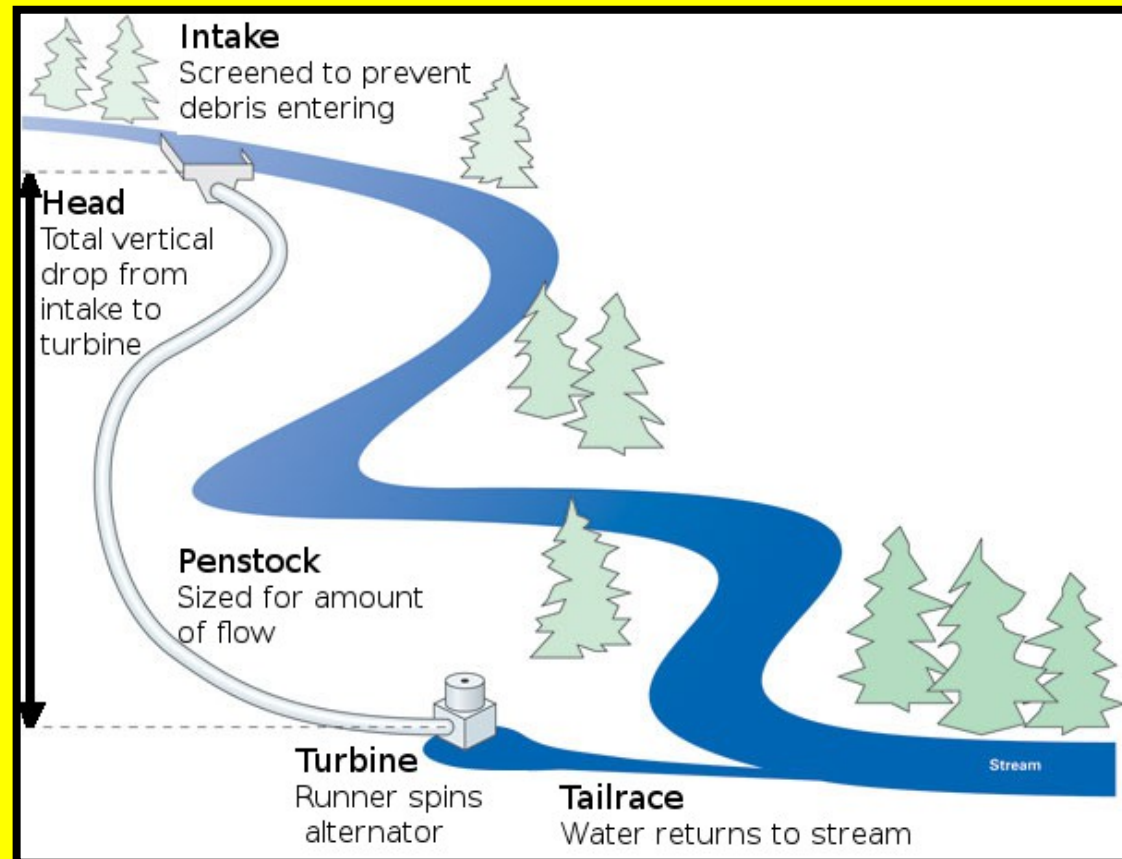 Intake
Screened to prevent
debris entering
Head
Total vertical
drop from
intake to
turbine
Penstock
Sized for amount
of flow
Turbine
Runner spins
alternator
Tailrace
Water returns to stream
Stream